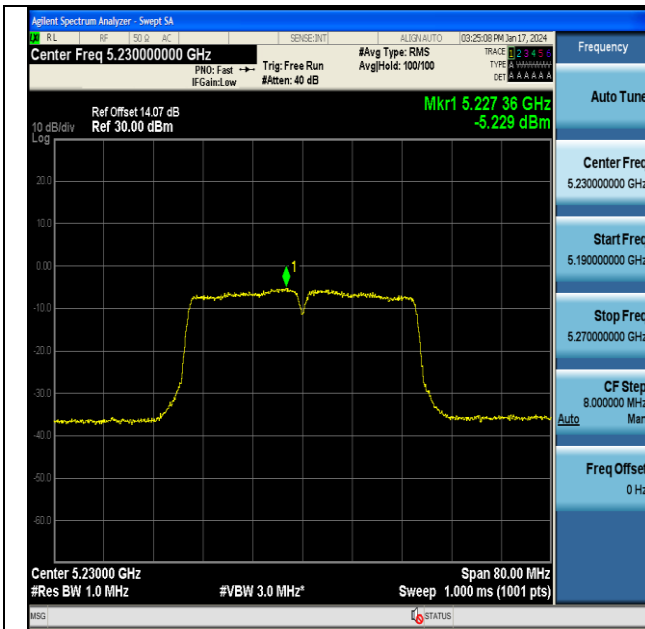 Agilent Spectrum Analyzer - Swept SA
LXI RL RF 50 Ω AC SENSE:INT ALIGN AUTO 03:25:08 PM Jan 17, 2024
Center Freq 5.230000000 GHz
PNO: Fast
IFGain:Low
Trig: Free Run
#Atten: 40 dB
#Avg Type: RMS
Avg|Hold: 100/100
TRACE 1 2 3 4 5 6
TYPE A
DET A A A A A A
Frequency
Mkr1 5.227 36 GHz
-5.229 dBm
Ref Offset 14.07 dB
10 dB/div Ref 30.00 dBm
Log
20.0
10.0
0.00
-10.0
-20.0
-30.0
-40.0
-50.0
-60.0
1
Center 5.23000 GHz Span 80.00 MHz
#Res BW 1.0 MHz #VBW 3.0 MHz* Sweep 1.000 ms (1001 pts)
MSG STATUS
Auto Tune
Center Freq
5.230000000 GHz
Start Freq
5.190000000 GHz
Stop Freq
5.270000000 GHz
CF Step
8.000000 MHz
Auto Man
Freq Offset
0 Hz